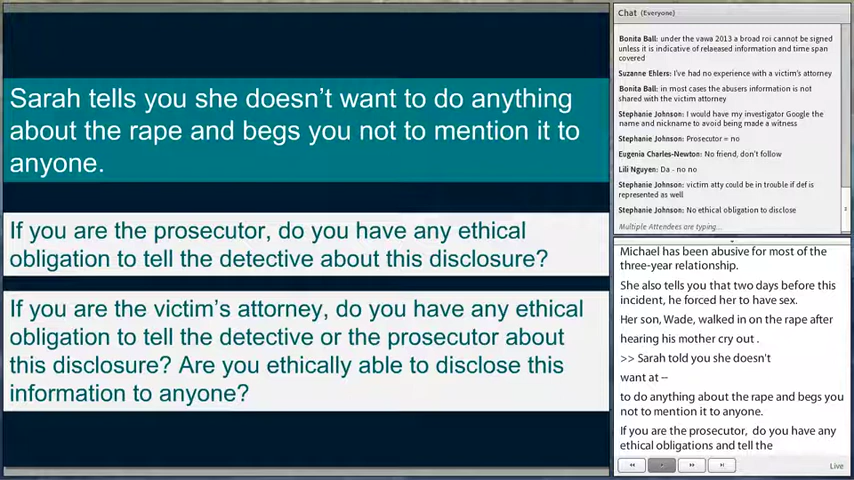 Sarah tells you she doesn't want to do anything
about the rape and begs you not to mention it to
anyone.
If you are the prosecutor, do you have any ethical
obligation to tell the detective about this disclosure?
If you are the victim's attorney, do you have any ethical
obligation to tell the detective or the prosecutor about
this disclosure? Are you ethically able to disclose this
information to anyone?
Chat (Everyone)
Bonita Ball: under the vawa 2013 a broad roi cannot be signed
unless it is indicative of relaeased information and time span
covered
Suzanne Ehlers: I've had no experience with a victim's attorney
Bonita Ball: in most cases the abusers information is not
shared with the victim attorney
Stephanie Johnson: I would have my investigator Google the
name and nickname to avoid being made a witness
Stephanie Johnson: Prosecutor = no
Eugenia Charles-Newton: No friend, don't follow
Lili Nguyen: Da - no no
Stephanie Johnson: victim atty could be in trouble if def is
represented as well
Stephanie Johnson: No ethical obligation to disclose
Multiple Attendees are typing...
Michael has been abusive for most of the
three-year relationship.
She also tells you that two days before this
incident, he forced her to have sex.
Her son, Wade, walked in on the rape after
hearing his mother cry out .
>> Sarah told you she doesn't
want at --
to do anything about the rape and begs you
not to mention it to anyone.
If you are the prosecutor, do you have any
ethical obligations and tell the
Live